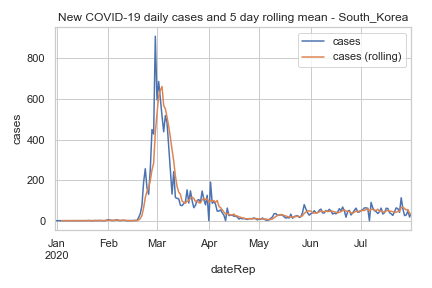 New COVID-19 daily cases and 5 day rolling mean - South_Korea
cases
cases (rolling)
800
600
400
200
0
cases
Jan
2020
Feb
Mar
Apr
May
Jun
Jul
dateRep